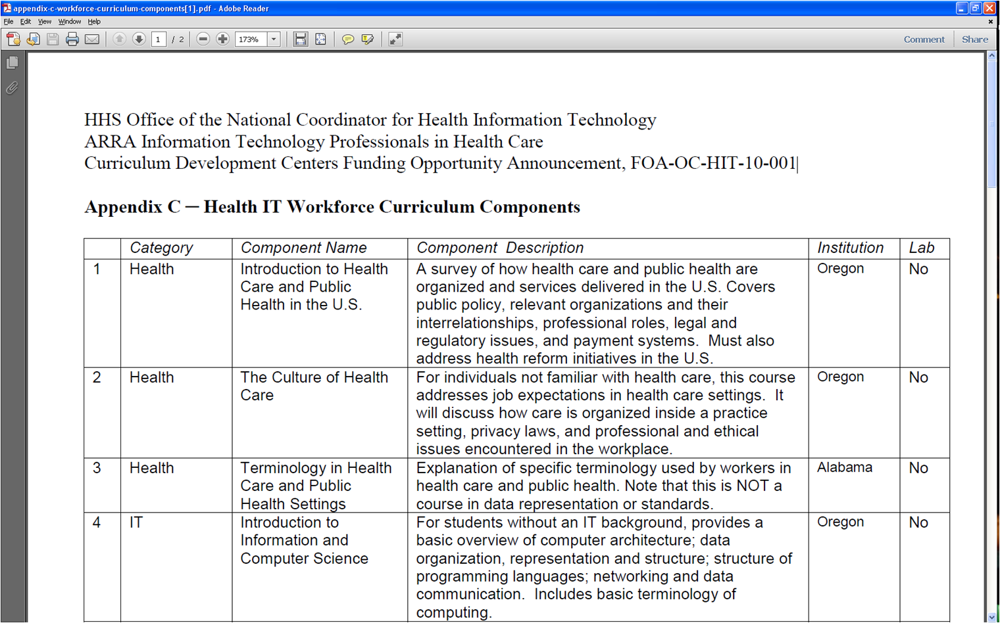 appendix-c-workforce-curriculum-components[1].pdf - Adobe Reader
File Edit View Window Help
1 / 2 173% Comment Share
HHS Office of the National Coordinator for Health Information Technology
ARRA Information Technology Professionals in Health Care
Curriculum Development Centers Funding Opportunity Announcement, FOA-OC-HIT-10-001
Appendix C — Health IT Workforce Curriculum Components
Category Component Name Component Description Institution Lab
1 Health Introduction to Health A survey of how health care and public health are Oregon No
Care and Public organized and services delivered in the U.S. Covers
Health in the U.S. public policy, relevant organizations and their
interrelationships, professional roles, legal and
regulatory issues, and payment systems. Must also
address health reform initiatives in the U.S.
2 Health The Culture of Health For individuals not familiar with health care, this course Oregon No
Care addresses job expectations in health care settings. It
will discuss how care is organized inside a practice
setting, privacy laws, and professional and ethical
issues encountered in the workplace.
3 Health Terminology in Health Explanation of specific terminology used by workers in Alabama No
Care and Public health care and public health. Note that this is NOT a
Health Settings course in data representation or standards.
4 IT Introduction to For students without an IT background, provides a Oregon No
Information and basic overview of computer architecture; data
Computer Science organization, representation and structure; structure of
programming languages; networking and data
communication. Includes basic terminology of
computing.